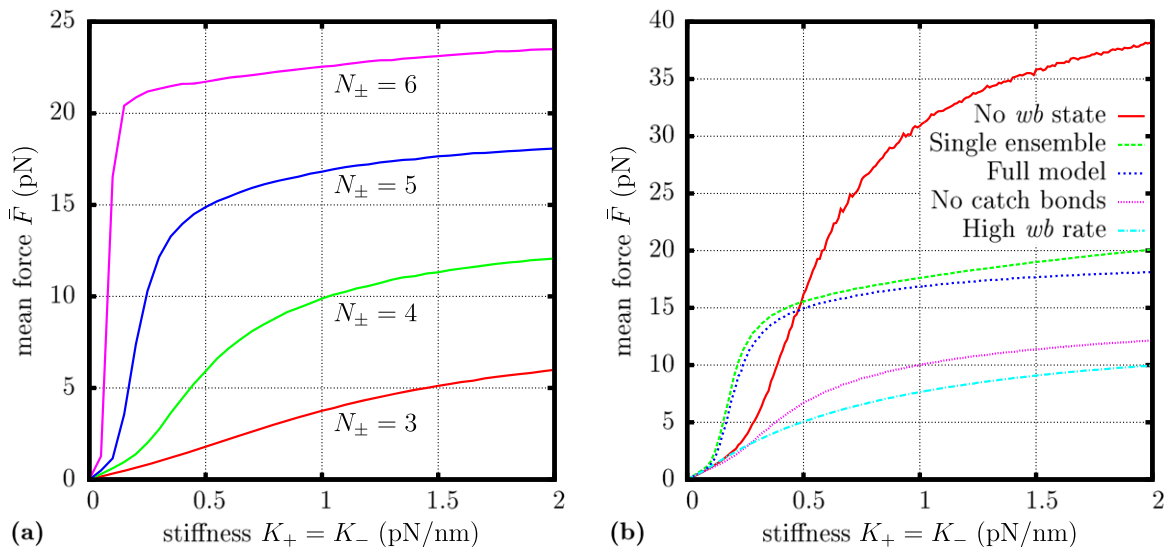 25
20
15
10
5
0
mean force F̄ (pN)
N± = 6
N± = 5
N± = 4
N± = 3
0 0.5 1 1.5 2
(a) stiffness K+ = K− (pN/nm)
40
35
30
25
20
15
10
5
0
mean force F̄ (pN)
No wb state
Single ensemble
Full model
No catch bonds
High wb rate
0 0.5 1 1.5 2
(b) stiffness K+ = K− (pN/nm)